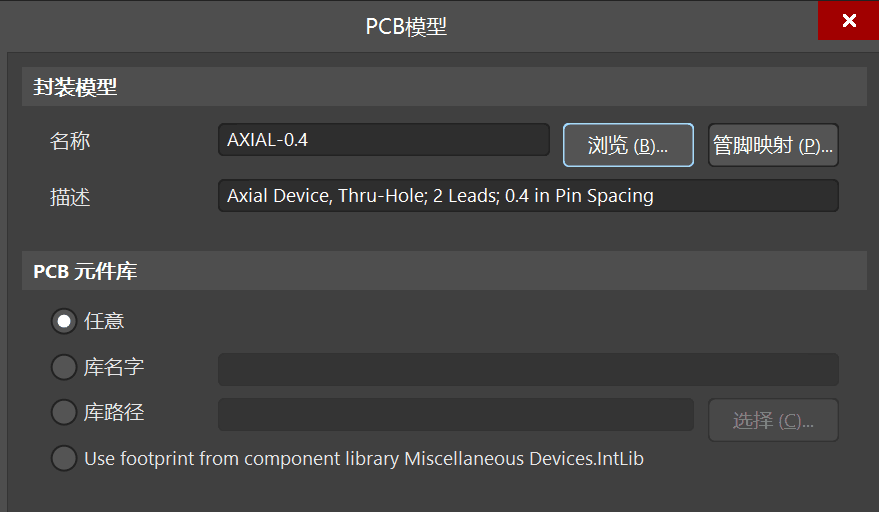 PCB模型
封装模型
名称 AXIAL-0.4 浏览 (B)... 管脚映射 (P)...
描述 Axial Device, Thru-Hole; 2 Leads; 0.4 in Pin Spacing
PCB 元件库
任意
库名字
库路径 选择 (C)...
Use footprint from component library Miscellaneous Devices.IntLib